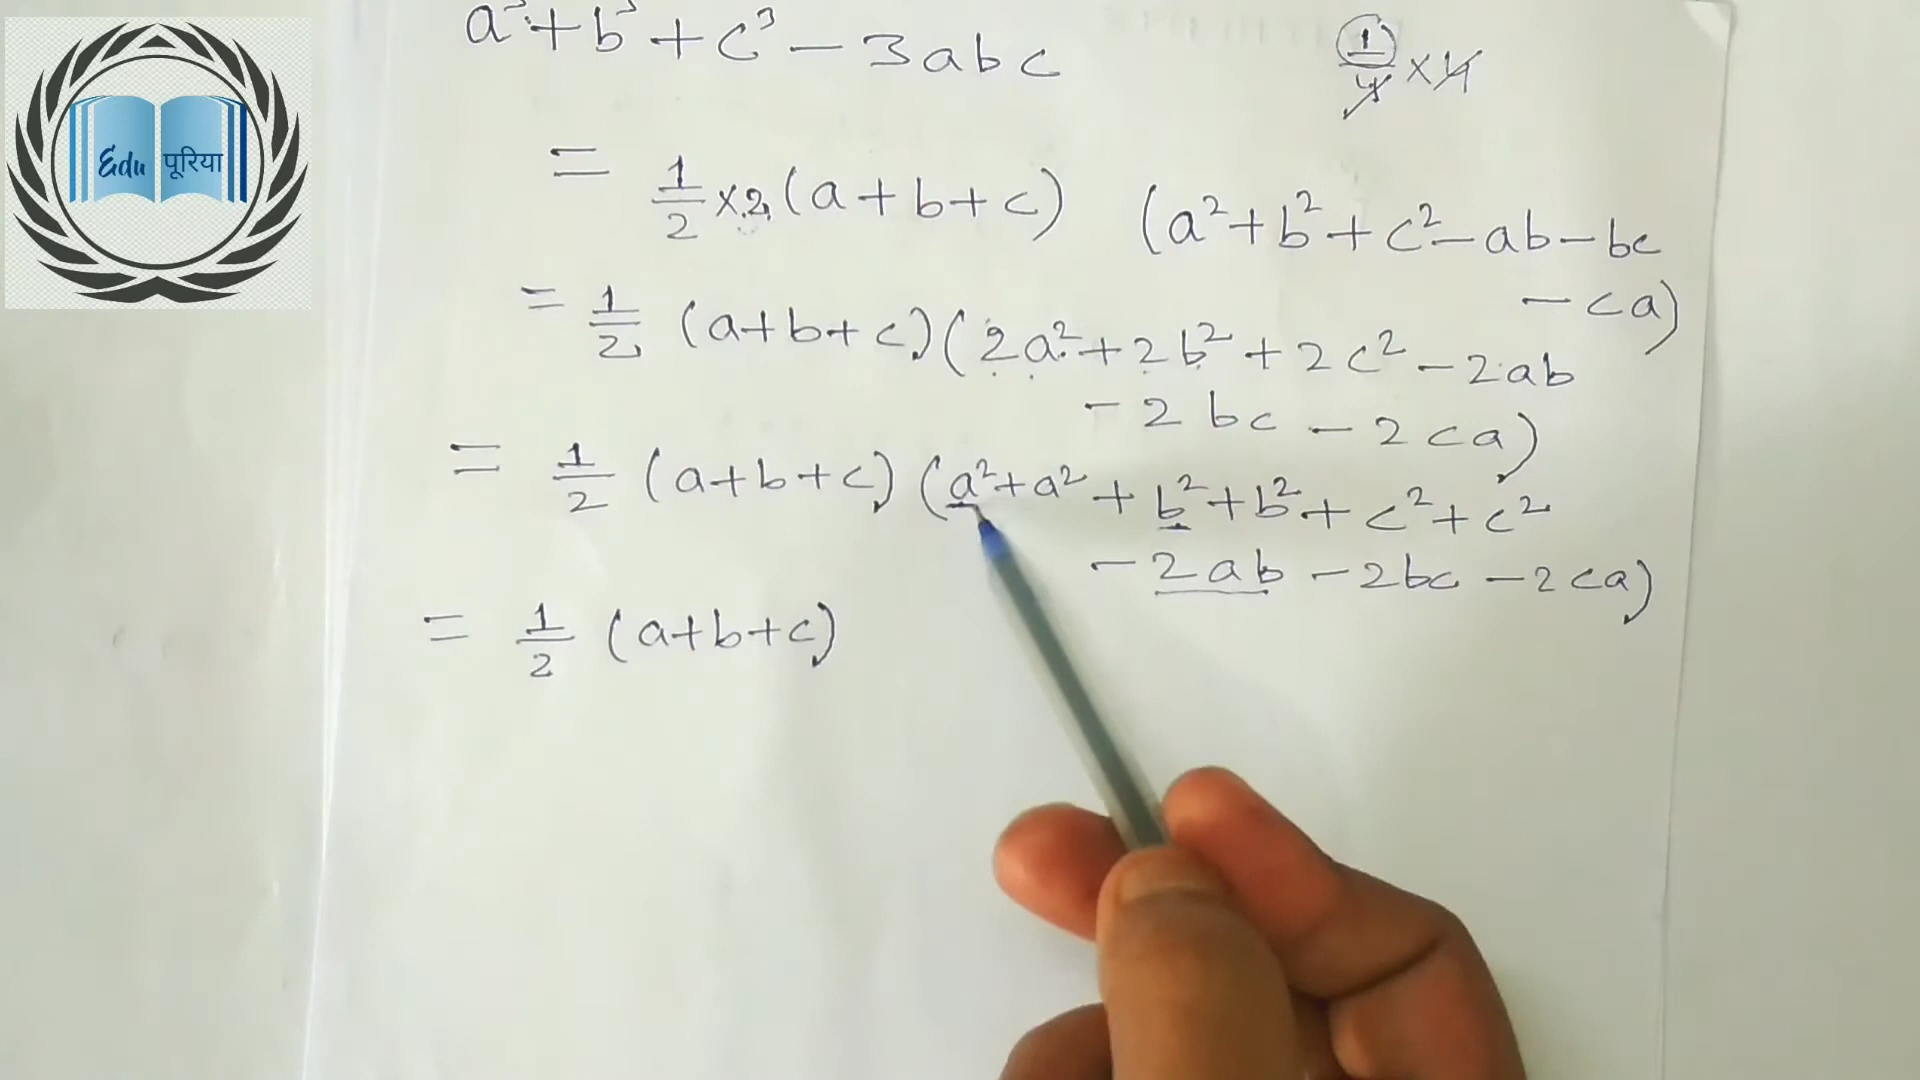 Edu पूरिया
a³+b³+c³-3abc
1/4×4
= 1/2×2(a+b+c) (a²+b²+c²-ab-bc
-ca)
= 1/2 (a+b+c)(2a²+2b²+2c²-2ab
-2bc-2ca)
= 1/2 (a+b+c)(a²+a²+b²+b²+c²+c²
-2ab-2bc-2ca)
= 1/2 (a+b+c)